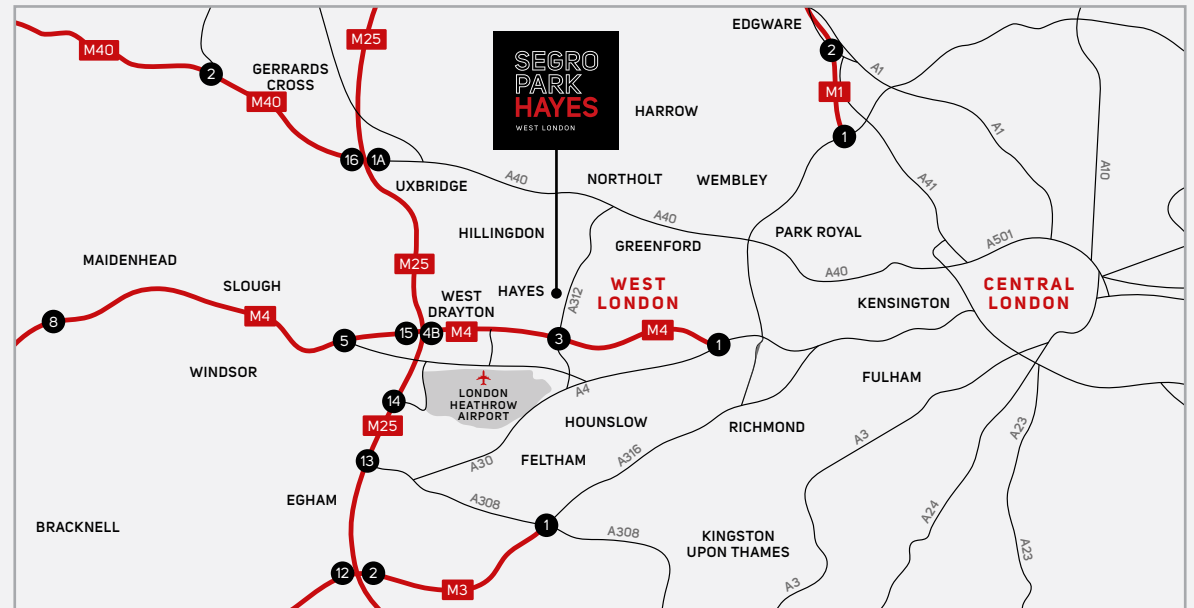 EDGWARE
M25
M40
2
2
GERRARDS
CROSS
A1
SEGRO
PARK
HAYES
WEST LONDON
M1
M40
HARROW
A1
1
16
1A
A10
A40
UXBRIDGE
NORTHOLT
WEMBLEY
A41
A40
HILLINGDON
PARK ROYAL
A501
GREENFORD
MAIDENHEAD
M25
A40
SLOUGH
WEST
DRAYTON
HAYES
A312
WEST
LONDON
CENTRAL
LONDON
KENSINGTON
M4
8
15
4B
M4
3
M4
5
1
WINDSOR
FULHAM
LONDON
HEATHROW
AIRPORT
A4
14
M25
HOUNSLOW
RICHMOND
A3
A23
13
A30
FELTHAM
A316
EGHAM
A308
A24
BRACKNELL
1
A308
KINGSTON
UPON THAMES
A23
12
2
M3
A3